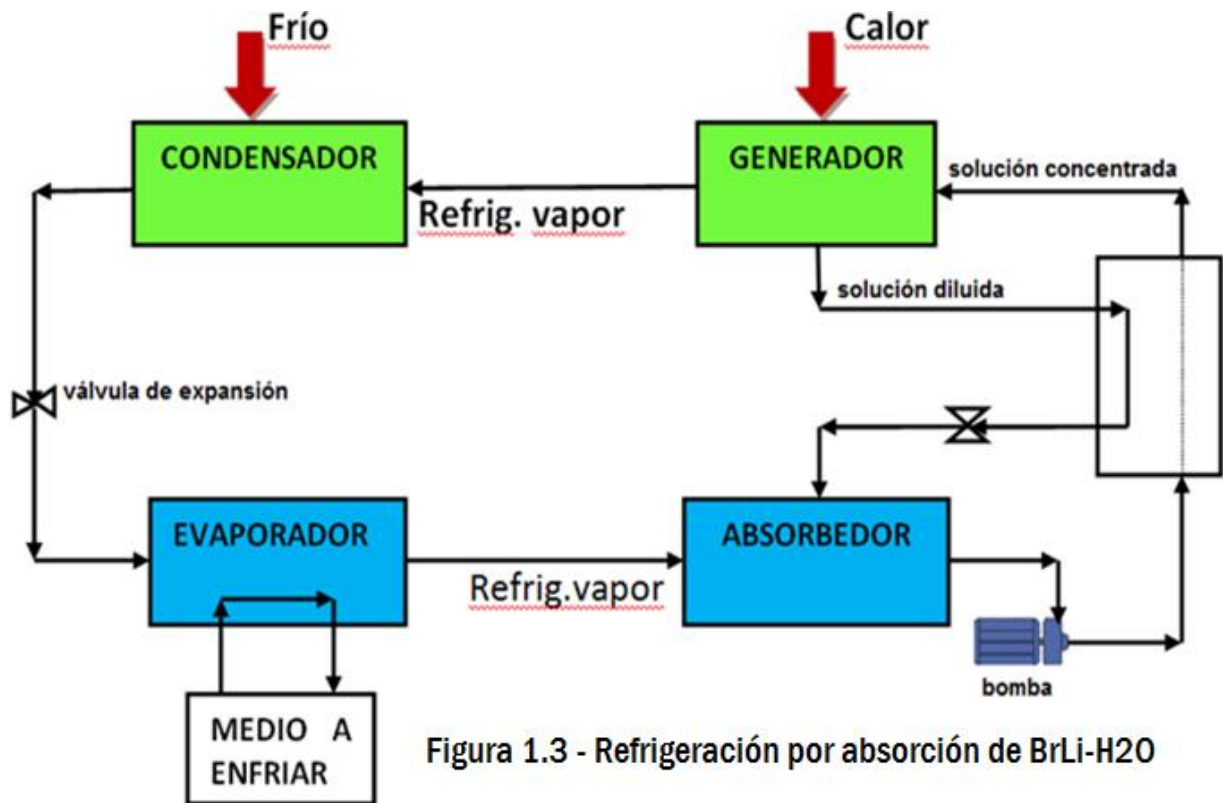 Frío
Calor
CONDENSADOR
GENERADOR
solución concentrada
Refrig. vapor
solución diluida
válvula de expansión
EVAPORADOR
ABSORBEDOR
Refrig.vapor
bomba
MEDIO A
ENFRIAR
Figura 1.3 - Refrigeración por absorción de BrLi-H2O